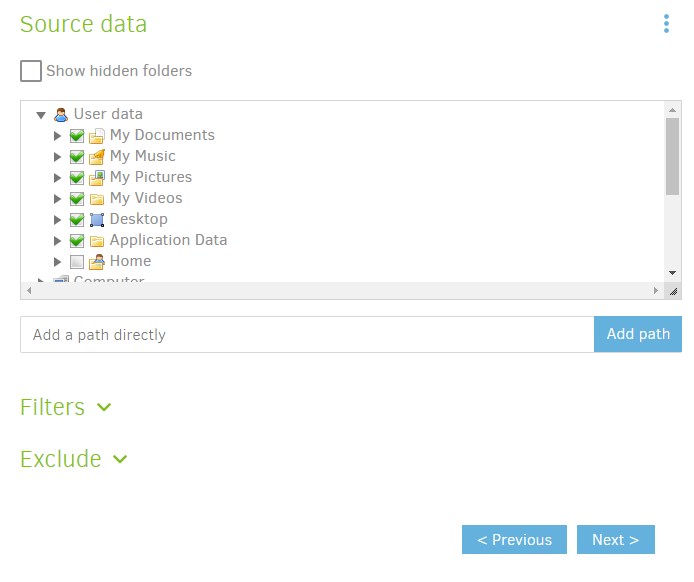 Source data
Show hidden folders
User data
My Documents
My Music
My Pictures
My Videos
Desktop
Application Data
Home
Computer
Add a path directly
Add path
Filters
Exclude
< Previous
Next >